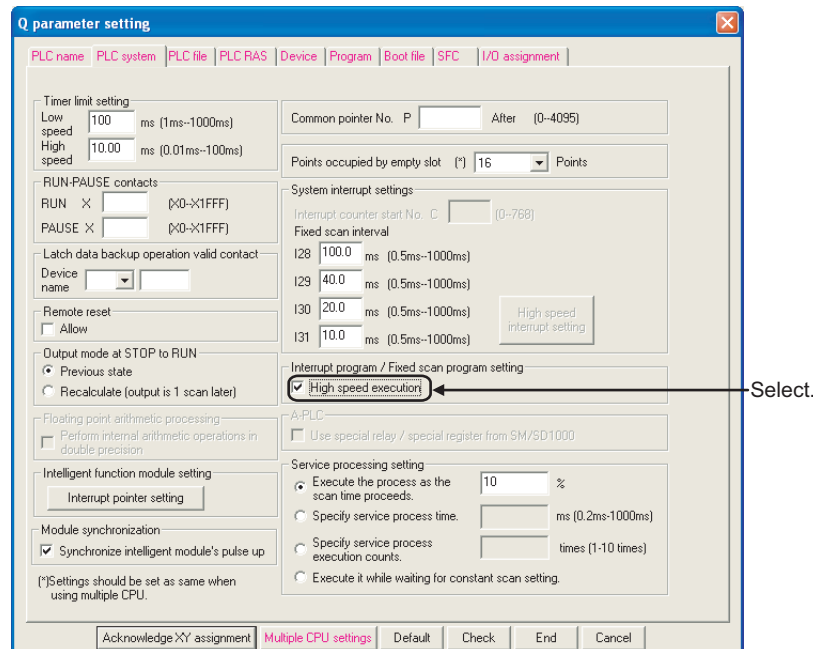 Q parameter setting
PLC name PLC system PLC file PLC RAS Device Program Boot file SFC I/O assignment
Timer limit setting
Low speed 100 ms (1ms--1000ms)
High speed 10.00 ms (0.01ms--100ms)
RUN-PAUSE contacts
RUN X (X0--X1FFF)
PAUSE X (X0--X1FFF)
Latch data backup operation valid contact
Device name
Remote reset
Allow
Output mode at STOP to RUN
Previous state
Recalculate (output is 1 scan later)
Floating point arithmetic processing
Perform internal arithmetic operations in
double precision
Intelligent function module setting
Interrupt pointer setting
Module synchronization
Synchronize intelligent module's pulse up
(*)Settings should be set as same when
using multiple CPU.
Common pointer No. P After (0--4095)
Points occupied by empty slot (*) 16 Points
System interrupt settings
Interrupt counter start No. C (0--768)
Fixed scan interval
I28 100.0 ms (0.5ms--1000ms)
I29 40.0 ms (0.5ms--1000ms)
I30 20.0 ms (0.5ms--1000ms)
I31 10.0 ms (0.5ms--1000ms)
High speed
interrupt setting
Interrupt program / Fixed scan program setting
High speed execution
Select.
A-PLC
Use special relay / special register from SM/SD1000
Service processing setting
Execute the process as the
scan time proceeds.
10 %
Specify service process time. ms (0.2ms-1000ms)
Specify service process
execution counts.
times (1-10 times)
Execute it while waiting for constant scan setting.
Acknowledge XY assignment Multiple CPU settings Default Check End Cancel